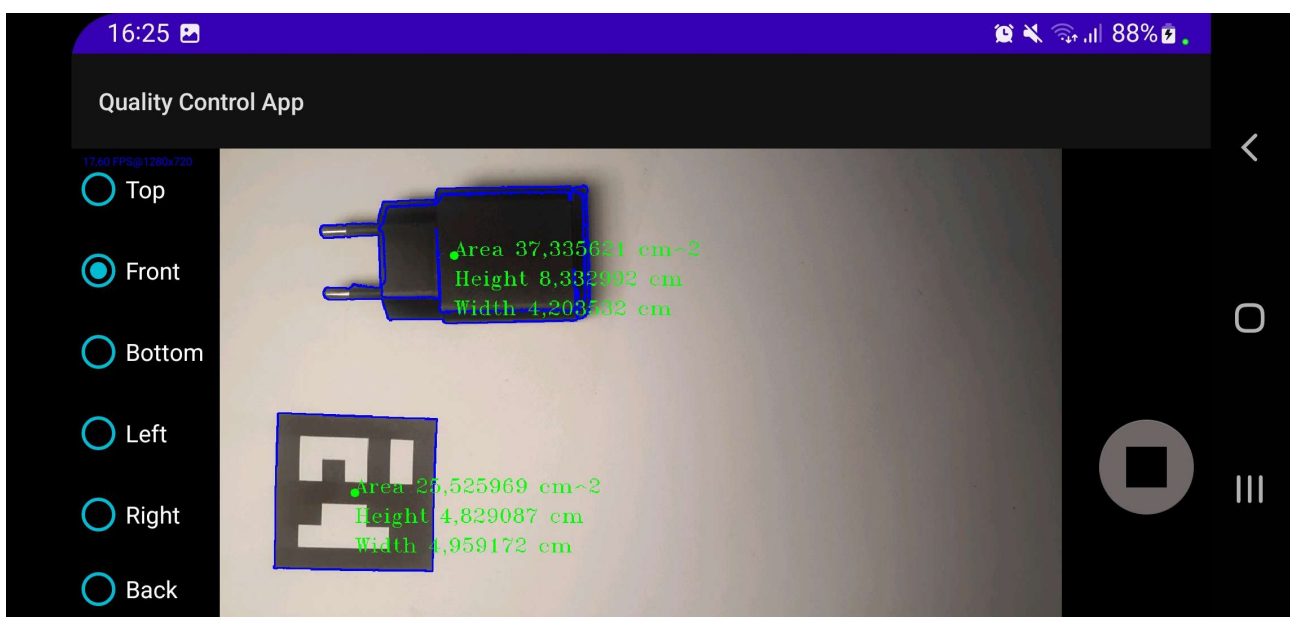 16:25
88%
Quality Control App
17.60 FPS@1280x720
Top
Front
Bottom
Left
Right
Back
Area 37,335621 cm^2
Height 8,332992 cm
Width 4,203532 cm
Area 25,525969 cm^2
Height 4,829087 cm
Width 4,959172 cm